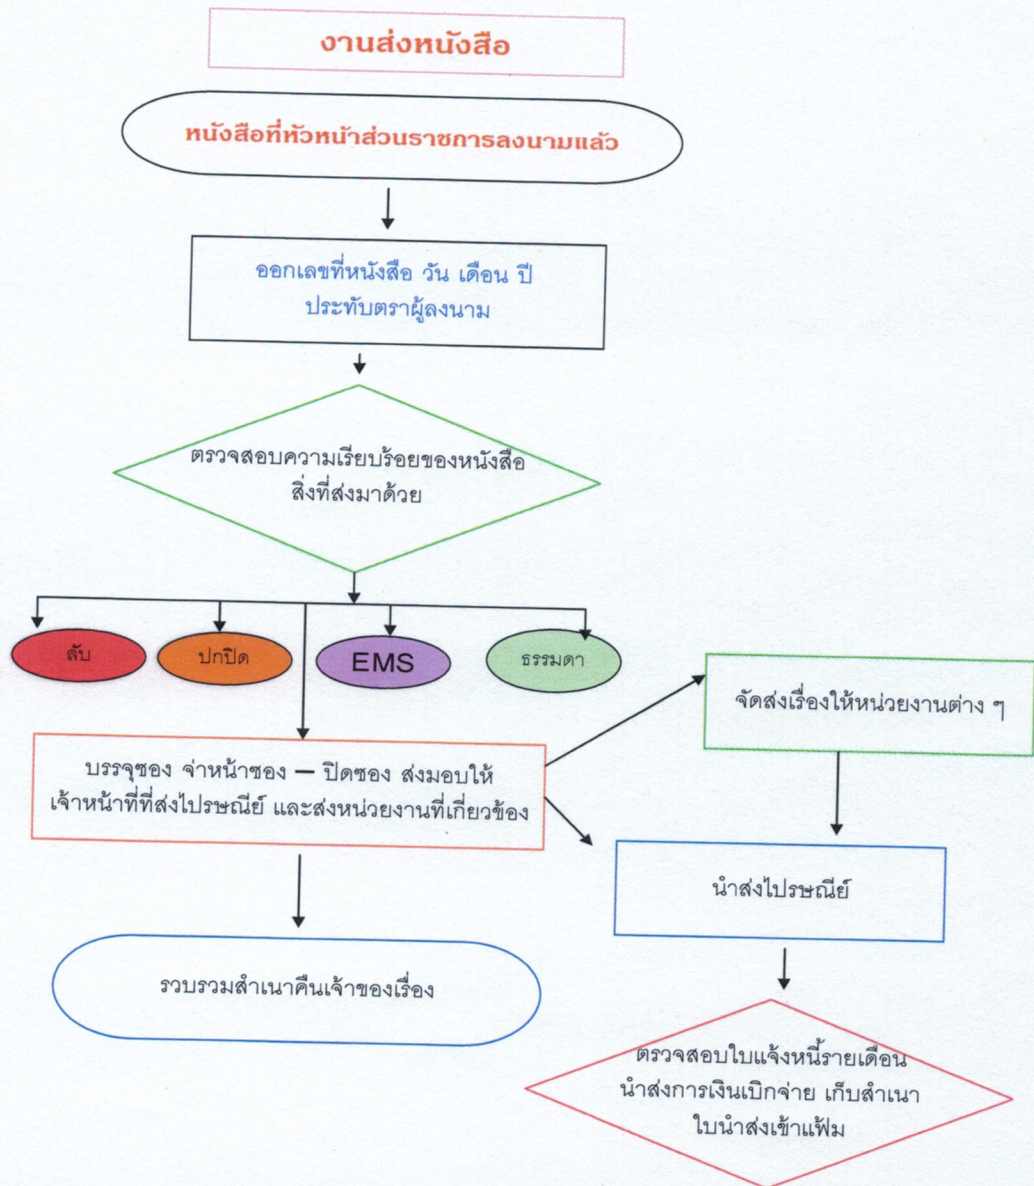 งานส่งหนังสือ
หนังสือที่หัวหน้าส่วนราชการลงนามแล้ว
ออกเลขที่หนังสือ วัน เดือน ปี
ประทับตราผู้ลงนาม
ตรวจสอบความเรียบร้อยของหนังสือ
สิ่งที่ส่งมาด้วย
ลับ
ปกปิด
EMS
ธรรมดา
จัดส่งเรื่องให้หน่วยงานต่าง ๆ
บรรจุซอง จ่าหน้าซอง – ปิดซอง ส่งมอบให้
เจ้าหน้าที่ที่ส่งไปรษณีย์ และส่งหน่วยงานที่เกี่ยวข้อง
นำส่งไปรษณีย์
รวบรวมสำเนาคืนเจ้าของเรื่อง
ตรวจสอบใบแจ้งหนี้รายเดือน
นำส่งการเงินเบิกจ่าย เก็บสำเนา
ใบนำส่งเข้าแฟ้ม